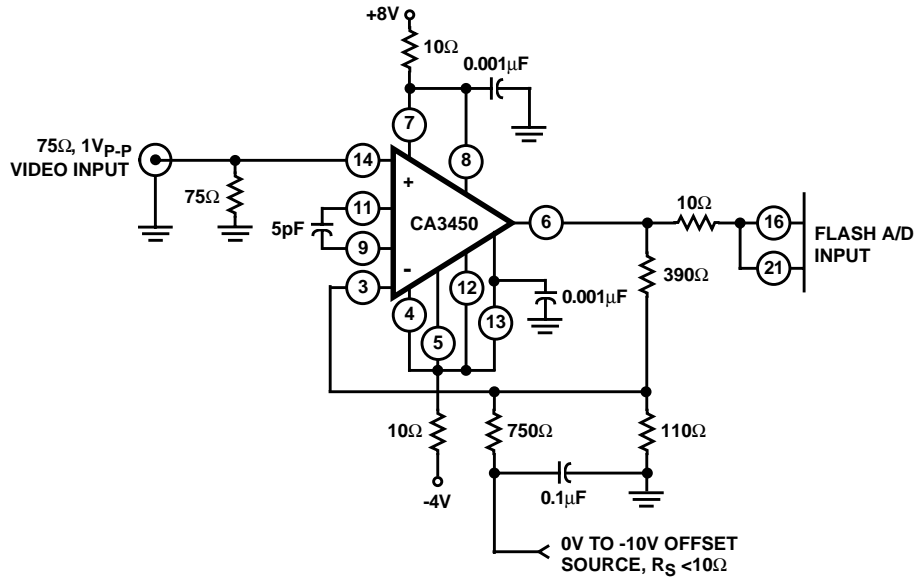 +8V
10Ω
0.001µF
7
8
75Ω, 1VP-P
VIDEO INPUT
14
+
75Ω
11
5pF
CA3450
9
-
3
6
10Ω
16
FLASH A/D
INPUT
21
390Ω
4
12
0.001µF
5
13
10Ω
750Ω
110Ω
-4V
0.1µF
0V TO -10V OFFSET
SOURCE, RS <10Ω